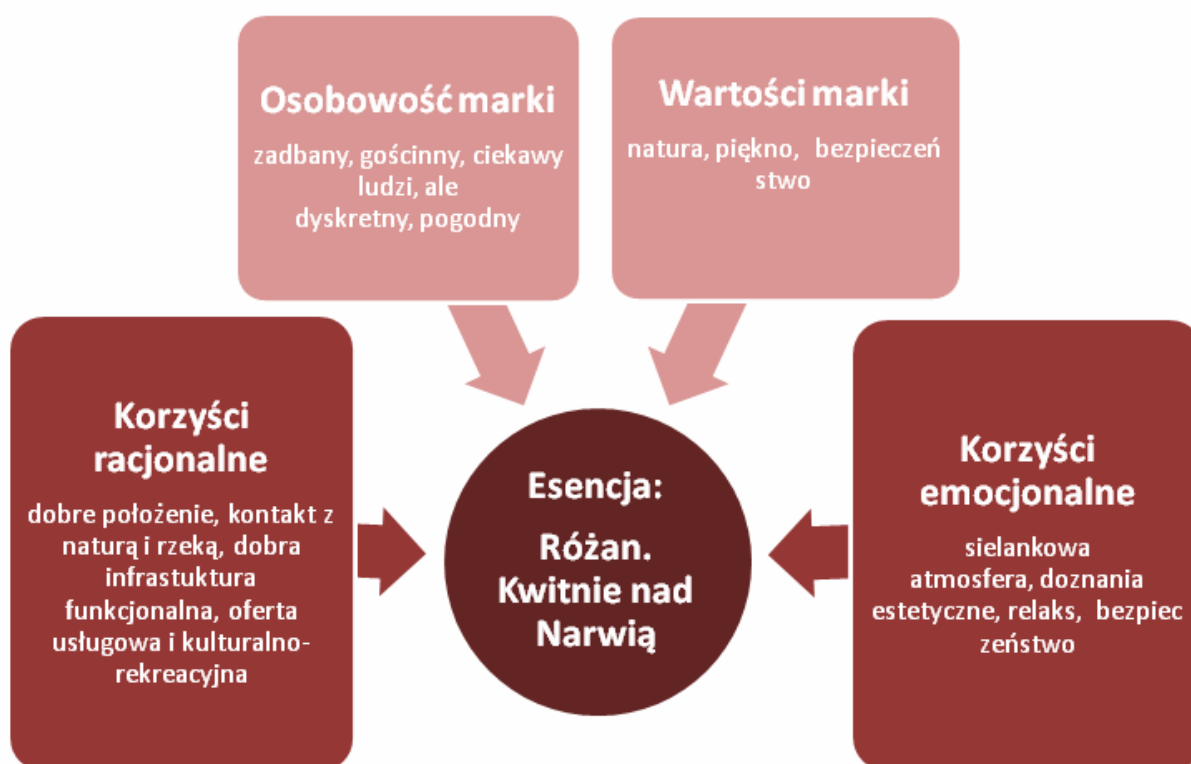 Osobowość marki
zadbany, gościnny, ciekawy
ludzi, ale
dyskretny, pogodny
Wartości marki
natura, piękno, bezpieczeń
stwo
Korzyści
racjonalne
dobre położenie, kontakt z
naturą i rzeką, dobra
infrastuktura
funkcjonalna, oferta
usługowa i kulturalno-
rekreacyjna
Esencja:
Różan.
Kwitnie nad
Narwią
Korzyści
emocjonalne
sielankowa
atmosfera, doznania
estetyczne, relaks, bezpiec
zeństwo